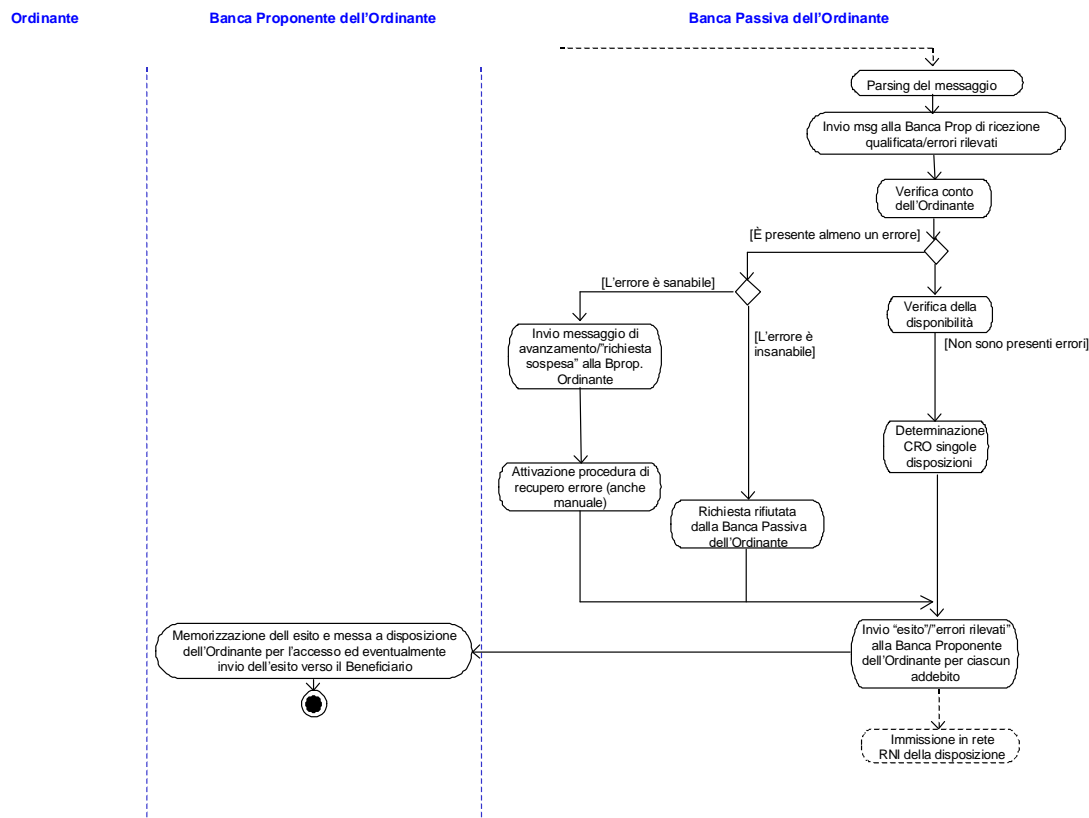 Ordinante
Banca Proponente dell'Ordinante
Banca Passiva dell'Ordinante
Parsing del messaggio
Invio msg alla Banca Prop di ricezione
qualificata/errori rilevati
Verifica conto
dell'Ordinante
[È presente almeno un errore]
[L'errore è sanabile]
Verifica della
disponibilità
Invio messaggio di
avanzamento/"richiesta
sospesa" alla Bprop.
Ordinante
[L'errore è
insanabile]
[Non sono presenti errori]
Determinazione
CRO singole
disposizioni
Attivazione procedura di
recupero errore (anche
manuale)
Richiesta rifiutata
dalla Banca Passiva
dell'Ordinante
Memorizzazione dell esito e messa a disposizione
dell'Ordinante per l'accesso ed eventualmente
invio dell'esito verso il Beneficiario
Invio "esito"/"errori rilevati"
alla Banca Proponente
dell'Ordinante per ciascun
addebito
Immissione in rete
RNI della disposizione